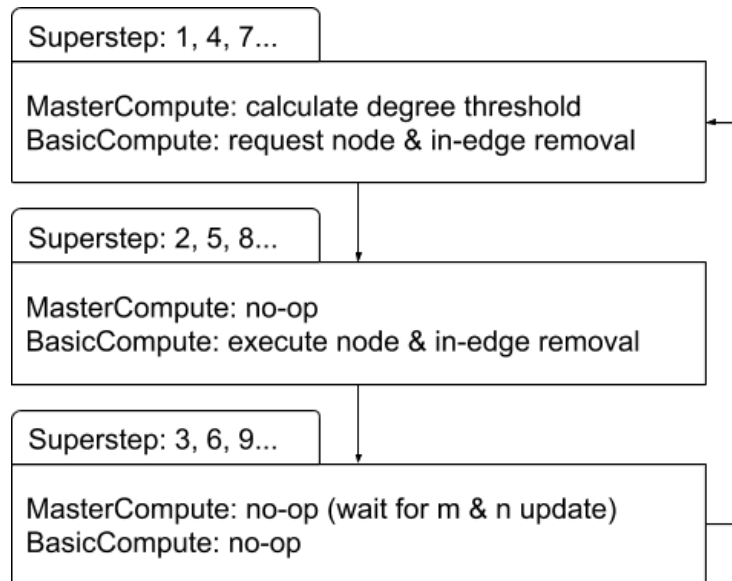 Superstep: 1, 4, 7...
MasterCompute: calculate degree threshold
BasicCompute: request node & in-edge removal
Superstep: 2, 5, 8...
MasterCompute: no-op
BasicCompute: execute node & in-edge removal
Superstep: 3, 6, 9...
MasterCompute: no-op (wait for m & n update)
BasicCompute: no-op